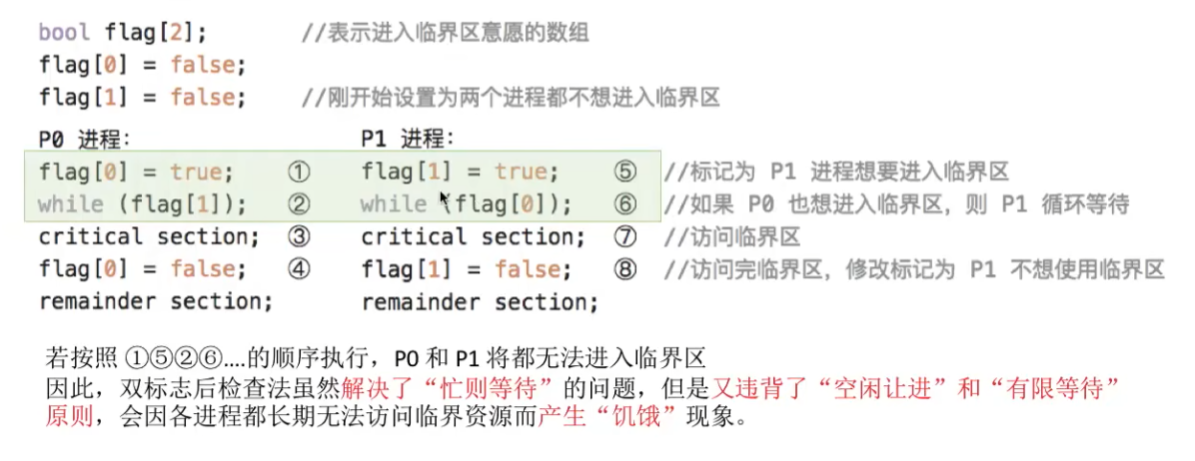 bool flag[2]; //表示进入临界区意愿的数组
flag[0] = false;
flag[1] = false; //刚开始设置为两个进程都不想进入临界区
P0 进程: P1 进程:
flag[0] = true; ① flag[1] = true; ⑤ //标记为 P1 进程想要进入临界区
while (flag[1]); ② while (flag[0]); ⑥ //如果 P0 也想进入临界区，则 P1 循环等待
critical section; ③ critical section; ⑦ //访问临界区
flag[0] = false; ④ flag[1] = false; ⑧ //访问完临界区，修改标记为 P1 不想使用临界区
remainder section; remainder section;
若按照 ①⑤②⑥....的顺序执行，P0 和 P1 将都无法进入临界区
因此，双标志后检查法虽然解决了“忙则等待”的问题，但是又违背了“空闲让进”和“有限等待”
原则，会因各进程都长期无法访问临界资源而产生“饥饿”现象。